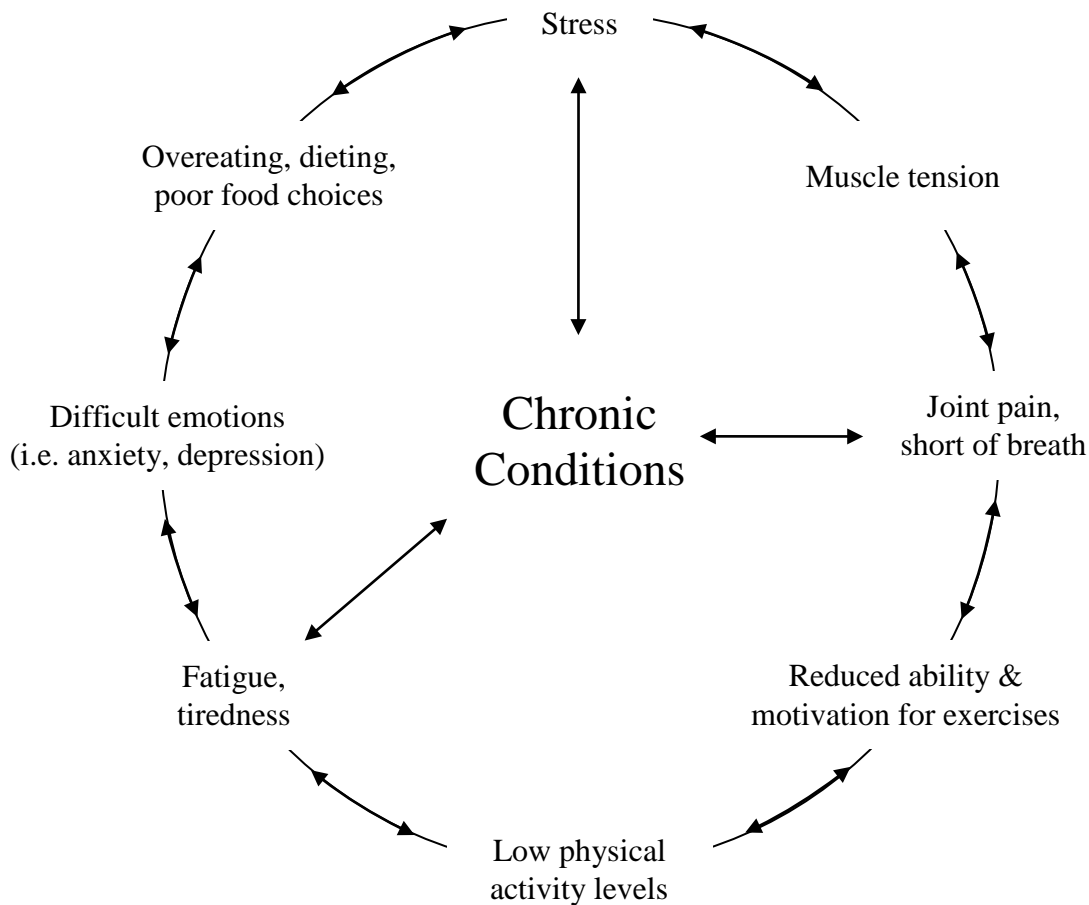 Stress
Overeating, dieting,
poor food choices
Muscle tension
Difficult emotions
(i.e. anxiety, depression)
Chronic
Conditions
Joint pain,
short of breath
Fatigue,
tiredness
Reduced ability &
motivation for exercises
Low physical
activity levels